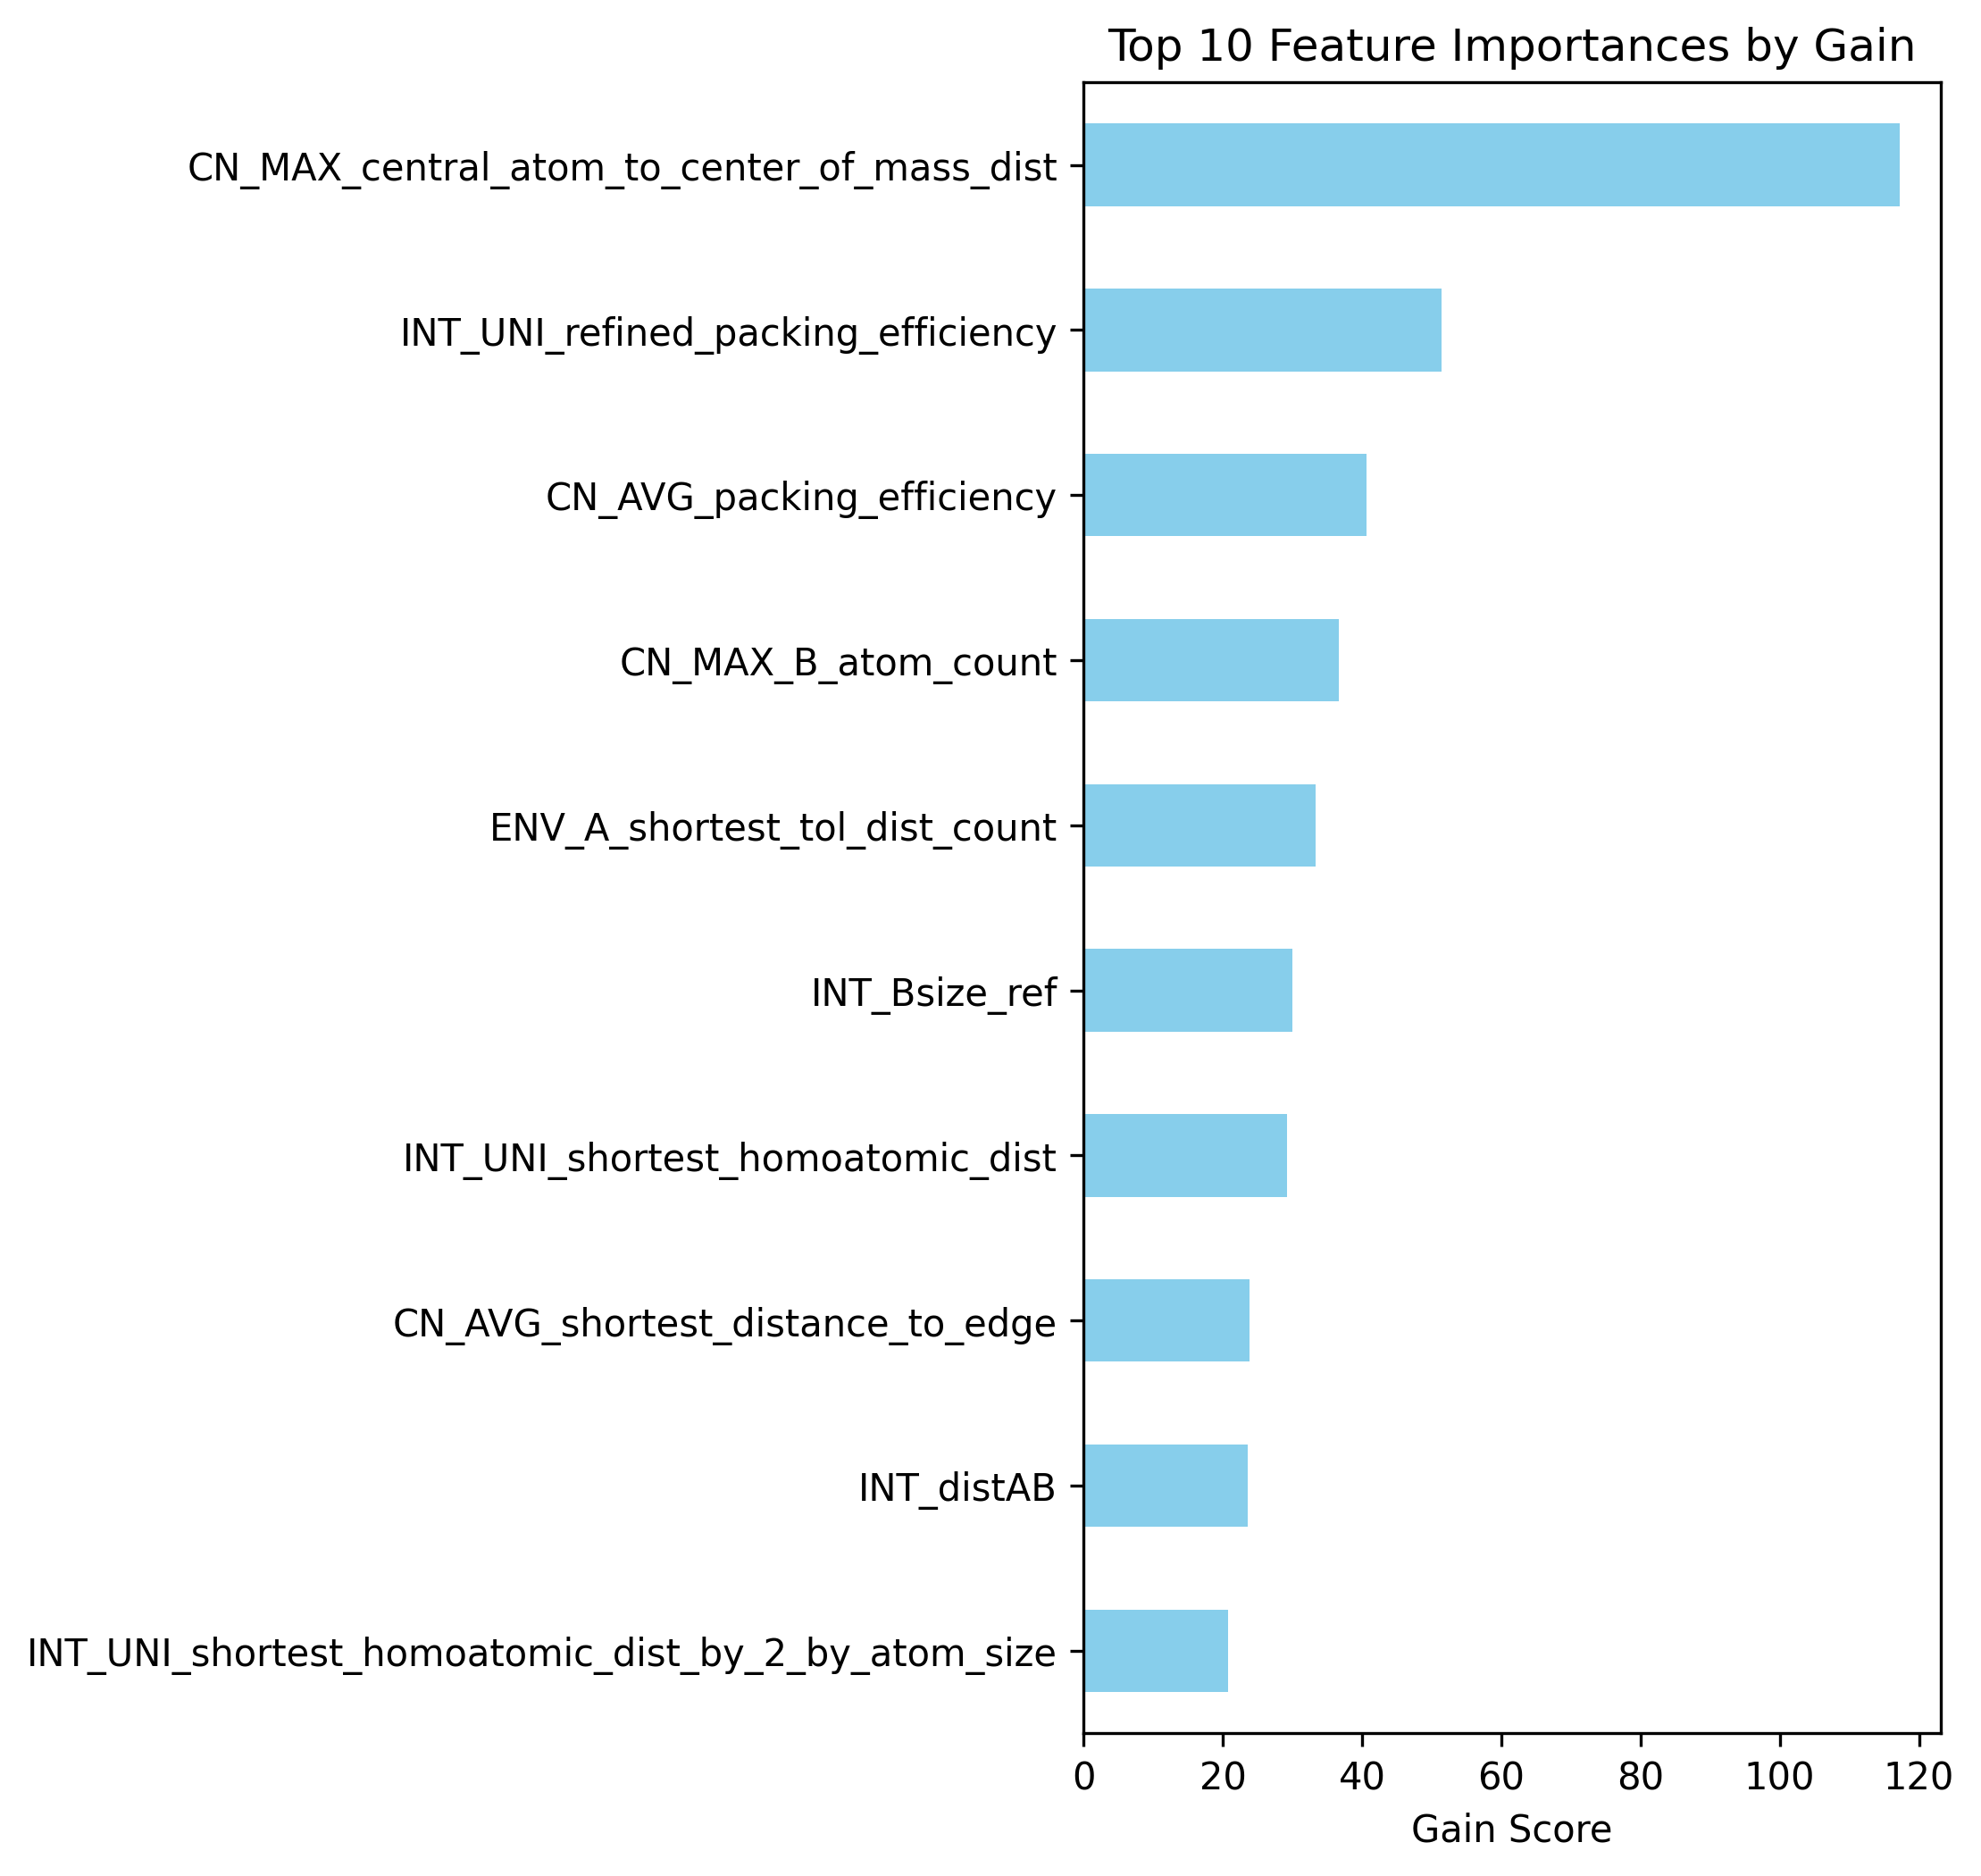 Top 10 Feature Importances by Gain
CN_MAX_central_atom_to_center_of_mass_dist
INT_UNI_refined_packing_efficiency
CN_AVG_packing_efficiency
CN_MAX_B_atom_count
ENV_A_shortest_tol_dist_count
INT_Bsize_ref
INT_UNI_shortest_homoatomic_dist
CN_AVG_shortest_distance_to_edge
INT_distAB
INT_UNI_shortest_homoatomic_dist_by_2_by_atom_size
0 20 40 60 80 100 120
Gain Score